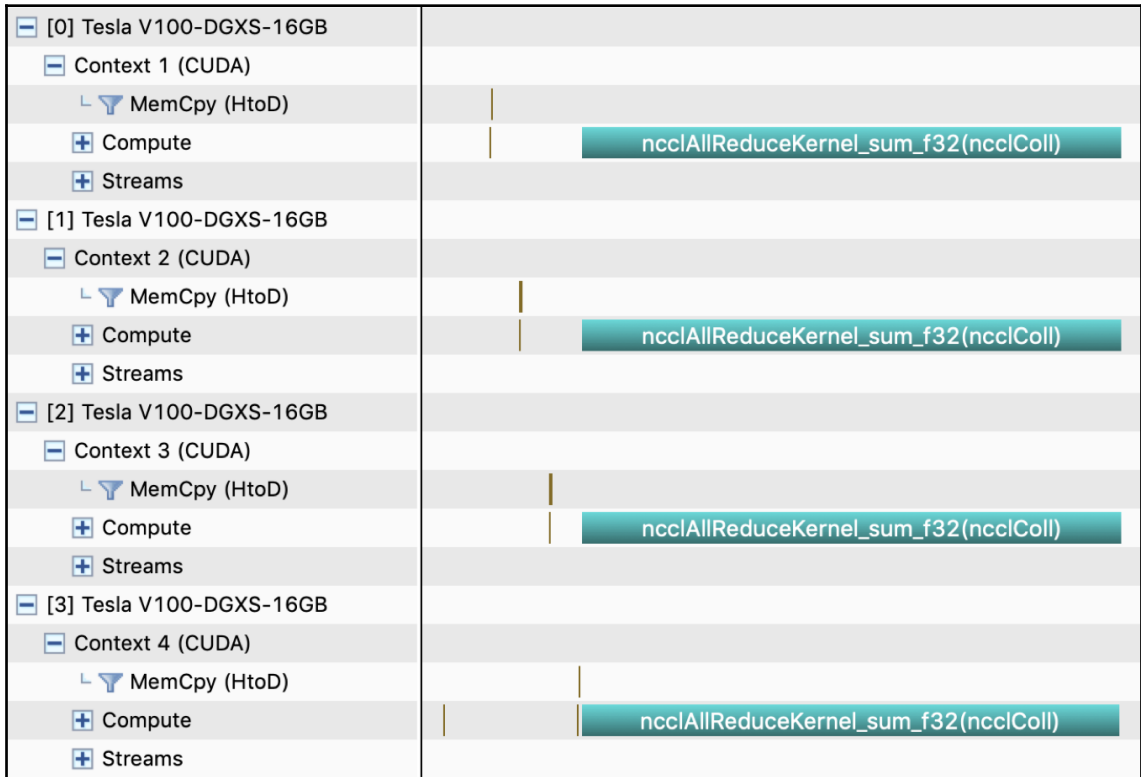 [0] Tesla V100-DGXS-16GB
Context 1 (CUDA)
MemCpy (HtoD)
Compute ncclAllReduceKernel_sum_f32(ncclColl)
Streams
[1] Tesla V100-DGXS-16GB
Context 2 (CUDA)
MemCpy (HtoD)
Compute ncclAllReduceKernel_sum_f32(ncclColl)
Streams
[2] Tesla V100-DGXS-16GB
Context 3 (CUDA)
MemCpy (HtoD)
Compute ncclAllReduceKernel_sum_f32(ncclColl)
Streams
[3] Tesla V100-DGXS-16GB
Context 4 (CUDA)
MemCpy (HtoD)
Compute ncclAllReduceKernel_sum_f32(ncclColl)
Streams